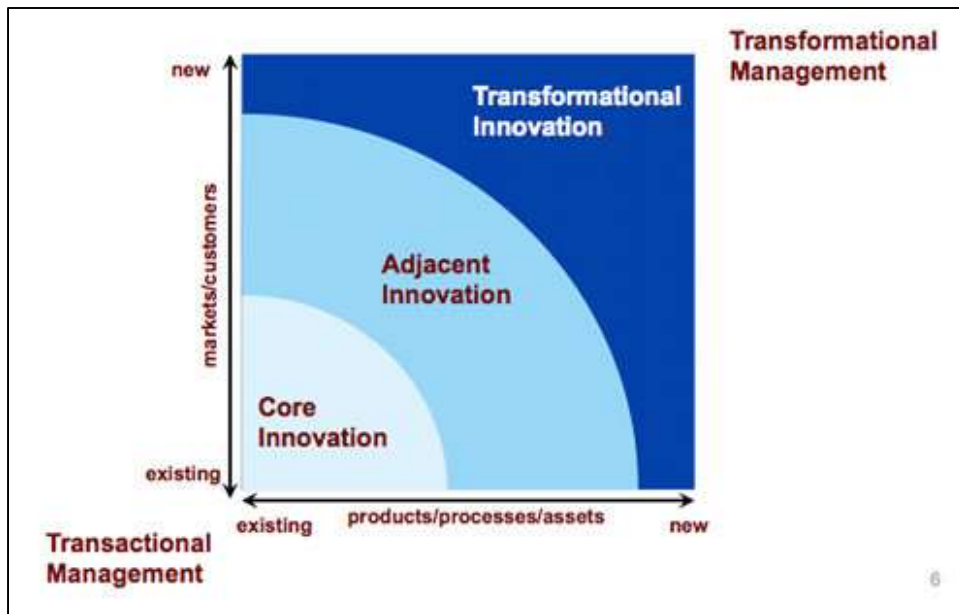 Transformational
Management
new
Transformational
Innovation
markets/customers
Adjacent
Innovation
Core
Innovation
existing
existing
products/processes/assets
new
Transactional
Management
6